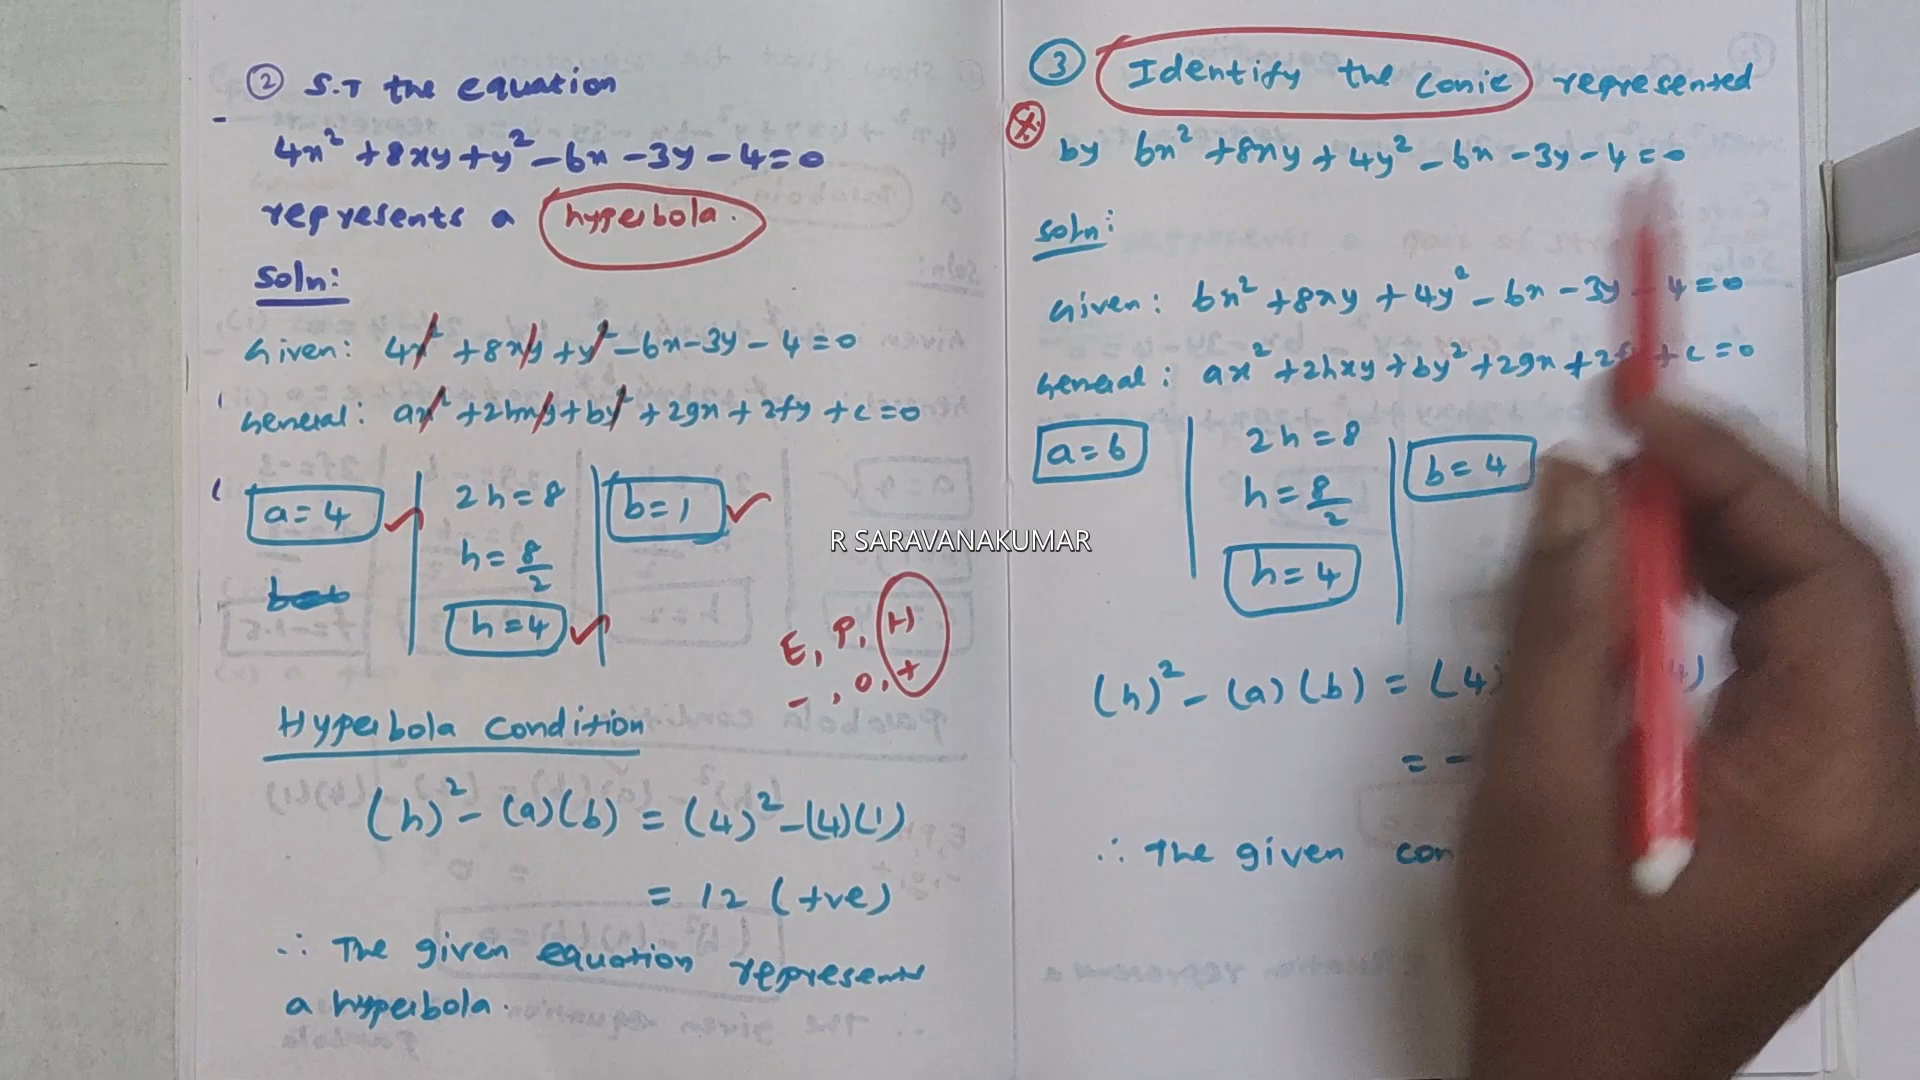 ② S.T the equation
4x² + 8xy + y² - 6x - 3y - 4 = 0
represents a hyperbola.
Soln:
Given: 4x² + 8xy + y² - 6x - 3y - 4 = 0
General: ax² + 2hxy + by² + 2gx + 2fy + c = 0
a = 4
2h = 8
h = 8/2
h = 4
b = 1
E, P, H
-, 0, +
Hyperbola condition
(h)² - (a)(b) = (4)² - (4)(1)
= 12 (+ve)
∴ The given equation represents
a hyperbola.
R SARAVANAKUMAR
③ Identify the conic represented
by 6x² + 8xy + 4y² - 6x - 3y - 4 = 0
Soln:
Given: 6x² + 8xy + 4y² - 6x - 3y - 4 = 0
General: ax² + 2hxy + by² + 2gx + 2f + c = 0
a = 6
2h = 8
h = 8/2
h = 4
b = 4
(h)² - (a)(b) = (4) 4)
= -
∴ The given